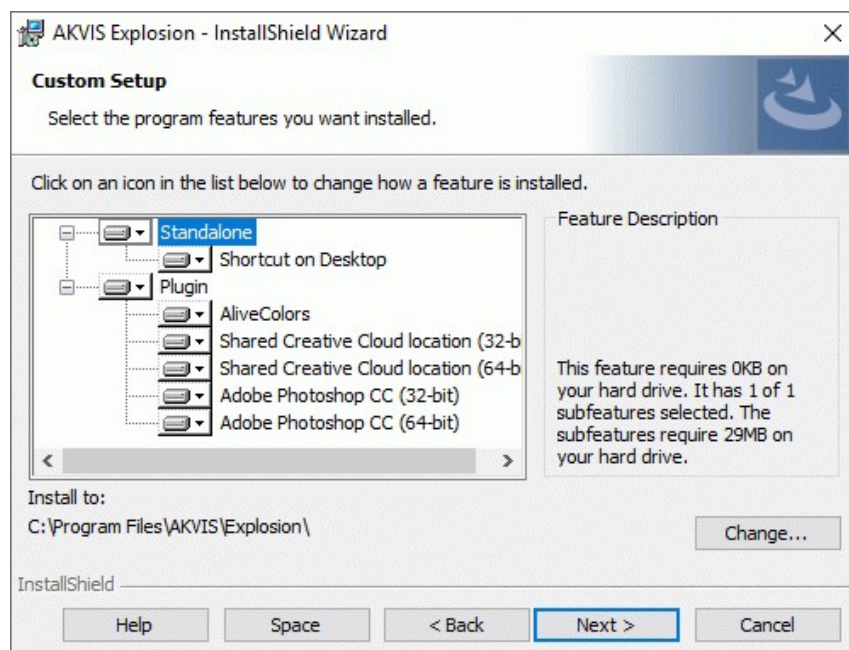 AKVIS Explosion - InstallShield Wizard
Custom Setup
Select the program features you want installed.
Click on an icon in the list below to change how a feature is installed.
Standalone
Shortcut on Desktop
Plugin
AliveColors
Shared Creative Cloud location (32-b
Shared Creative Cloud location (64-b
Adobe Photoshop CC (32-bit)
Adobe Photoshop CC (64-bit)
Feature Description
This feature requires 0KB on
your hard drive. It has 1 of 1
subfeatures selected. The
subfeatures require 29MB on
your hard drive.
Install to:
C:\Program Files\AKVIS\Explosion\
Change...
InstallShield
Help
Space
< Back
Next >
Cancel